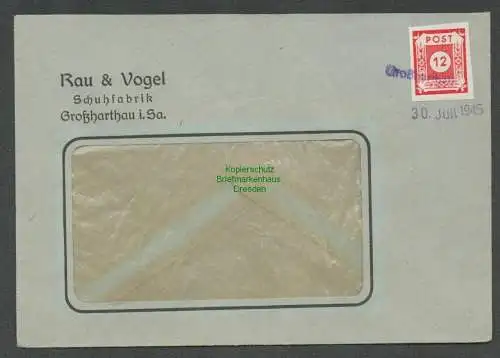 Rau & Vogel
Schuhfabrik
Großharthau i. Sa.
POST
12
30. Juli 1945
Kopierschutz
Briefmarkenhaus
Dresden